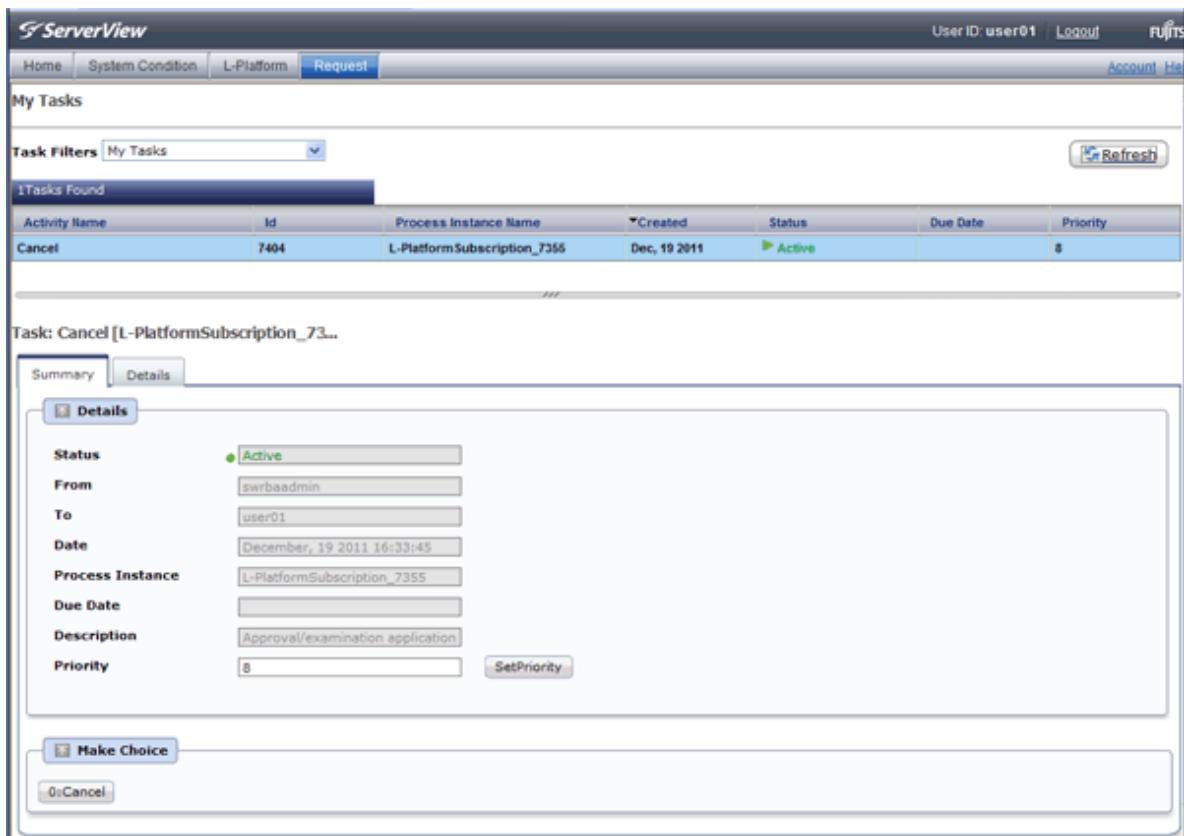 ServerView User ID: user01 Logout
Home System Condition L-Platform Request Account
My Tasks
Task Filters My Tasks Refresh
1Tasks Found
Activity Name Id Process Instance Name Created Status Due Date Priority
Cancel 7404 L-PlatformSubscription_7355 Dec, 19 2011 Active 8
Task: Cancel [L-PlatformSubscription_73...
Summary Details
Details
Status Active
From swrbaadmin
To user01
Date December, 19 2011 16:33:45
Process Instance L-PlatformSubscription_7355
Due Date
Description Approval/examination application
Priority 8 SetPriority
Make Choice
0:Cancel